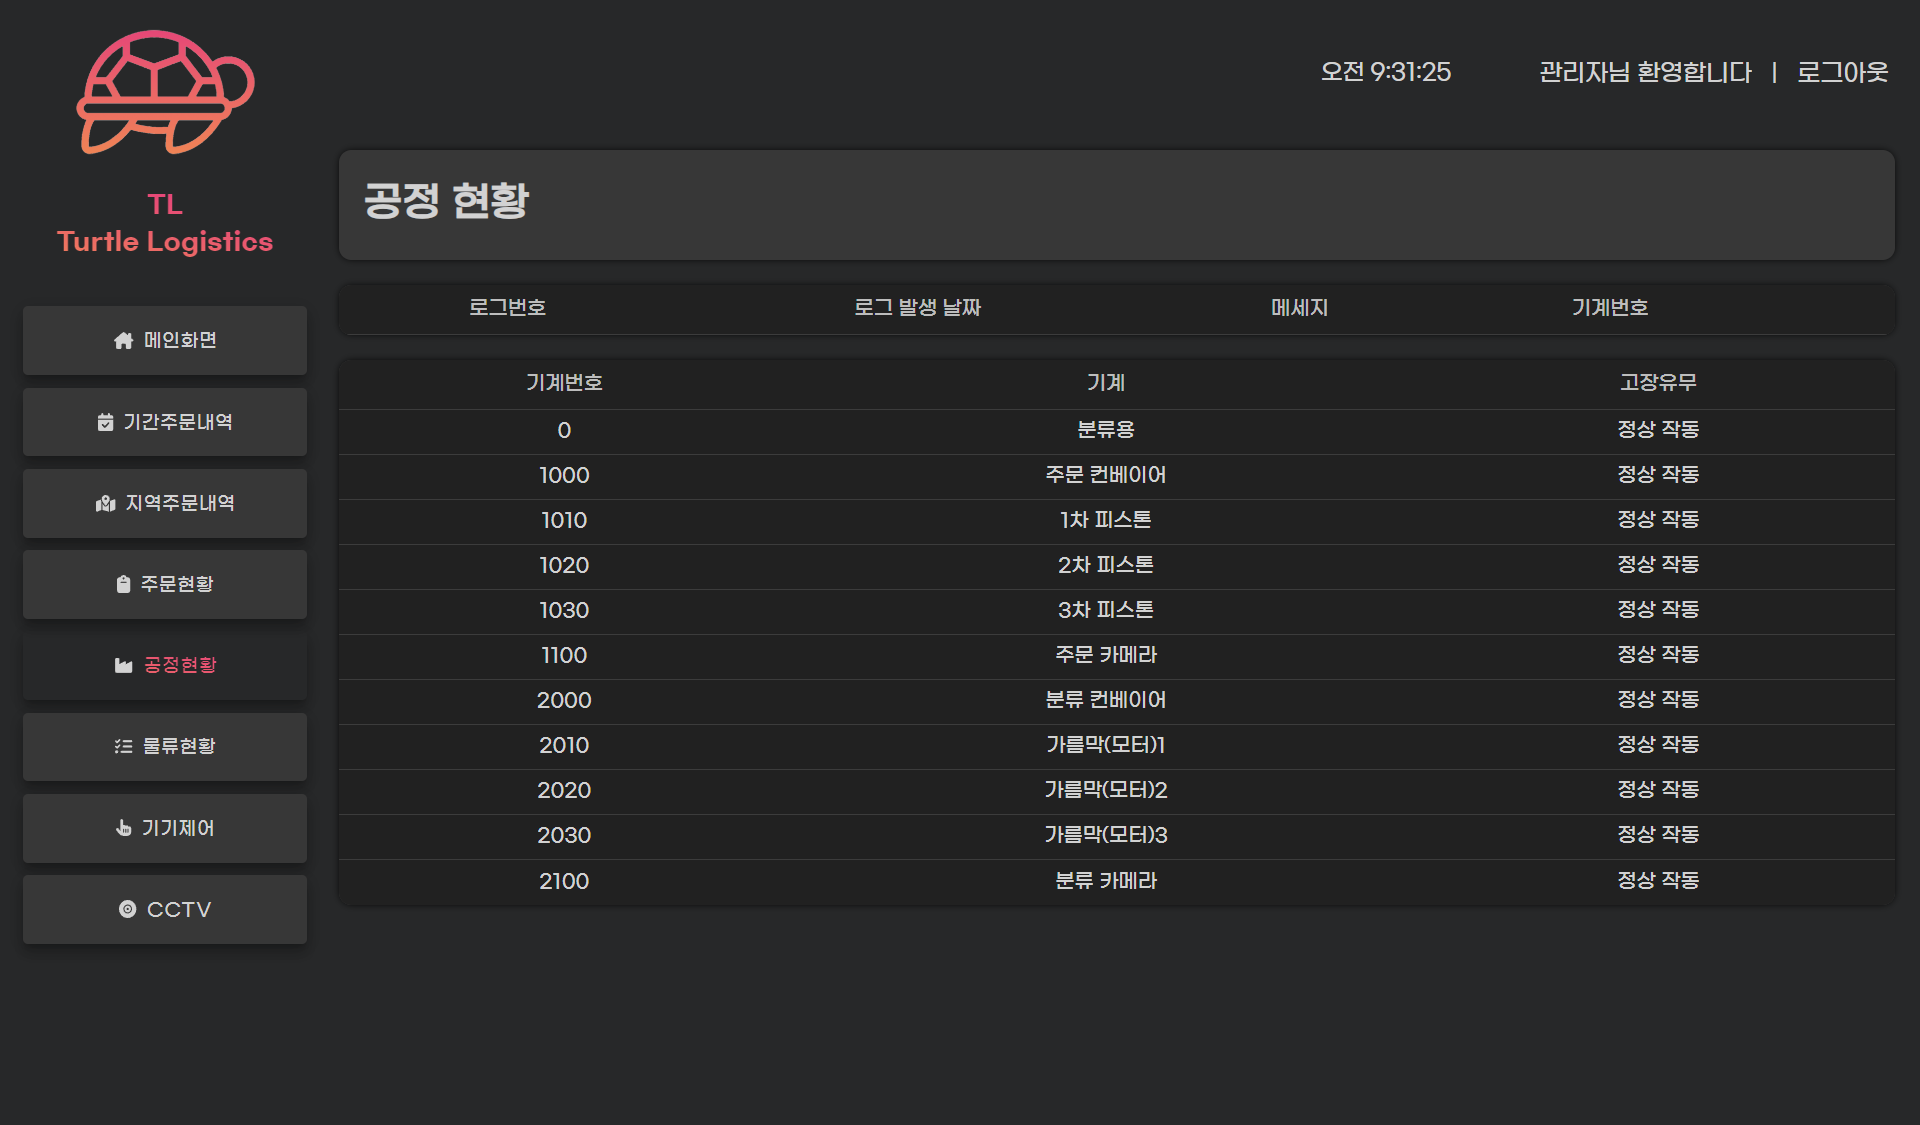 TL
Turtle Logistics
오전 9:31:25 관리자님 환영합니다 | 로그아웃
메인화면
기간주문내역
지역주문내역
주문현황
공정현황
물류현황
기기제어
CCTV
공정 현황
로그번호 로그 발생 날짜 메세지 기계번호
기계번호 기계 고장유무
0 분류용 정상 작동
1000 주문 컨베이어 정상 작동
1010 1차 피스톤 정상 작동
1020 2차 피스톤 정상 작동
1030 3차 피스톤 정상 작동
1100 주문 카메라 정상 작동
2000 분류 컨베이어 정상 작동
2010 가름막(모터)1 정상 작동
2020 가름막(모터)2 정상 작동
2030 가름막(모터)3 정상 작동
2100 분류 카메라 정상 작동